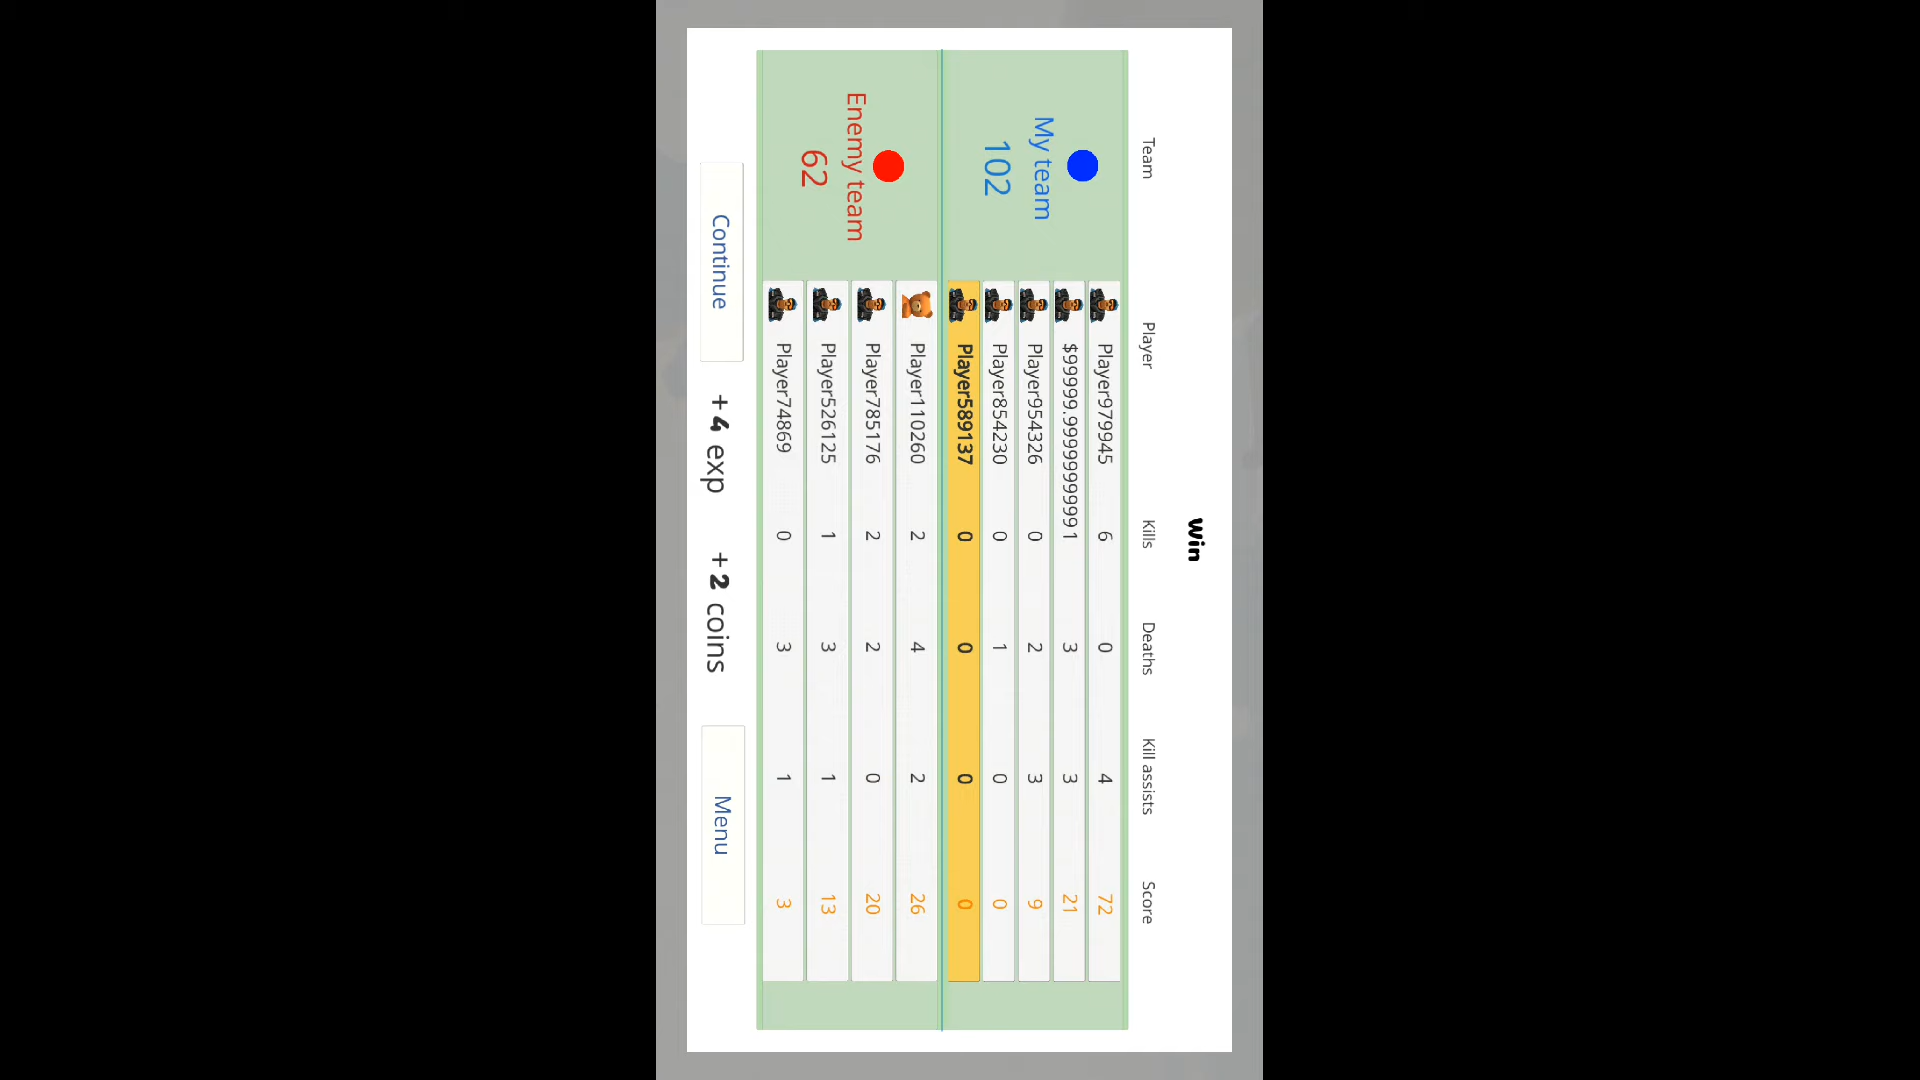 Win
Team Player Kills Deaths Kill assists Score
My team
102
Player979945 6 0 4 72
$99999.99999999999 1 3 3 21
Player954326 0 2 3 9
Player854230 0 1 0 0
Player589137 0 0 0 0
Enemy team
62
Player110260 2 4 2 26
Player785176 2 2 0 20
Player526125 1 3 1 13
Player74869 0 3 1 3
Continue +4 exp +2 coins Menu